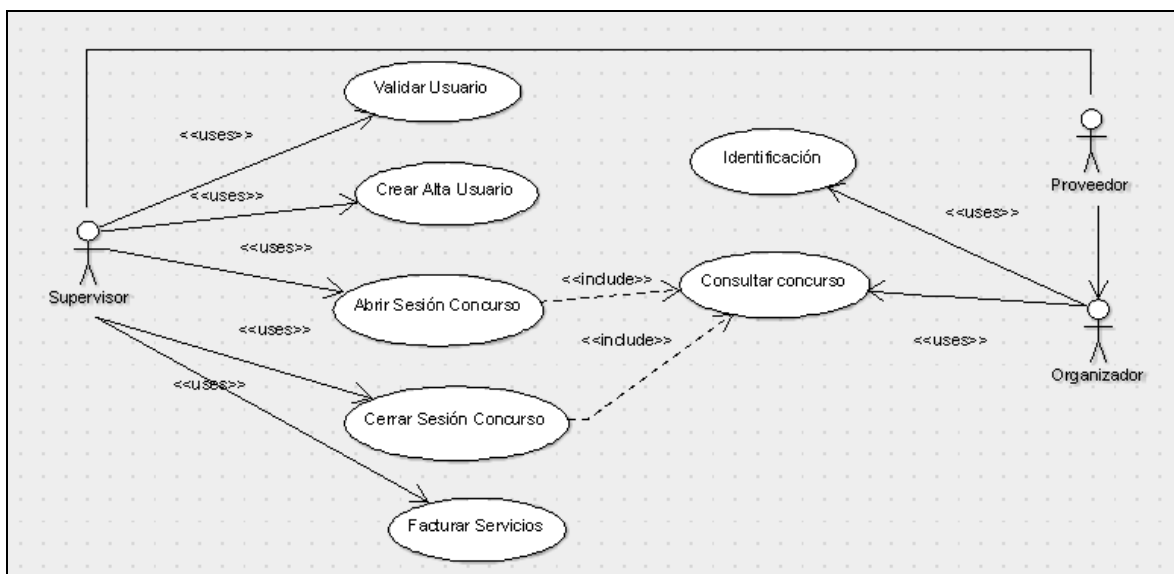 Validar Usuario
<<uses>>
Identificación
Crear Alta Usuario
<<uses>>
Proveedor
<<uses>>
<<uses>>
<<include>>
Consultar concurso
Supervisor
Abrir Sesión Concurso
<<uses>>
<<include>>
<<uses>>
Organizador
<<uses>>
Cerrar Sesión Concurso
Facturar Servicios